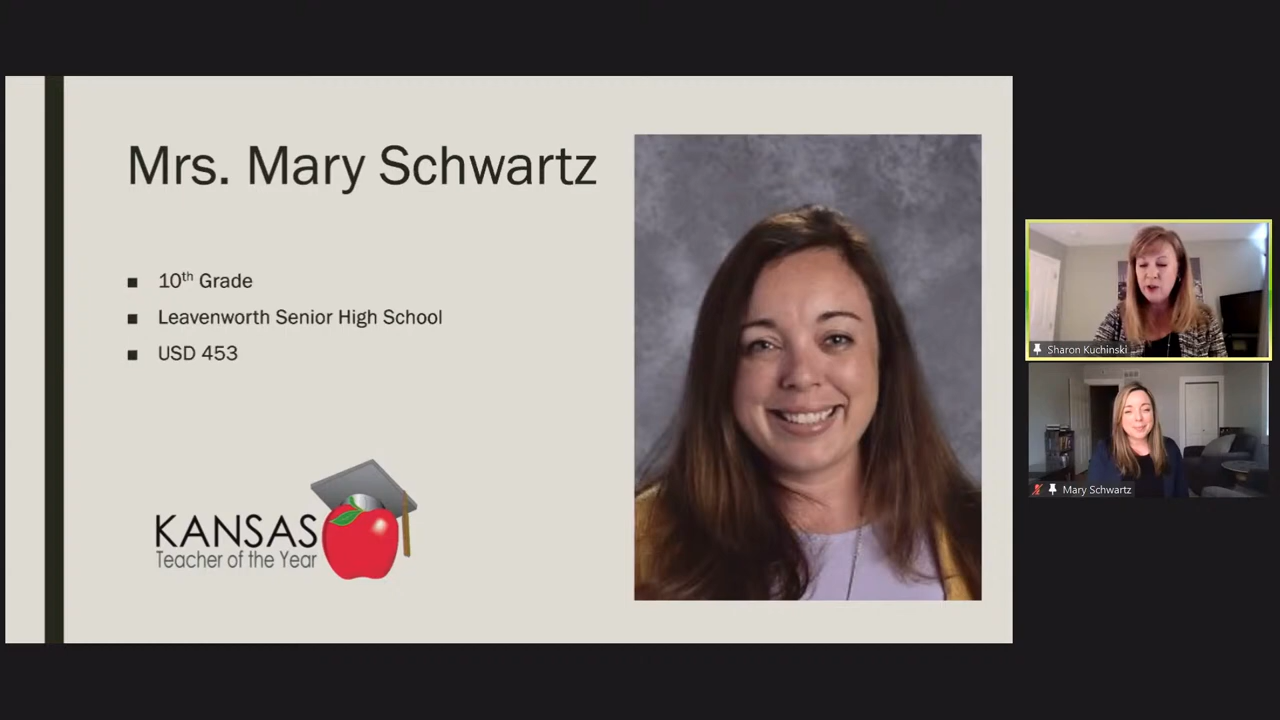 Mrs. Mary Schwartz
10th Grade
Leavenworth Senior High School
USD 453
KANSAS
Teacher of the Year
Sharon Kuchinski ...
Mary Schwartz